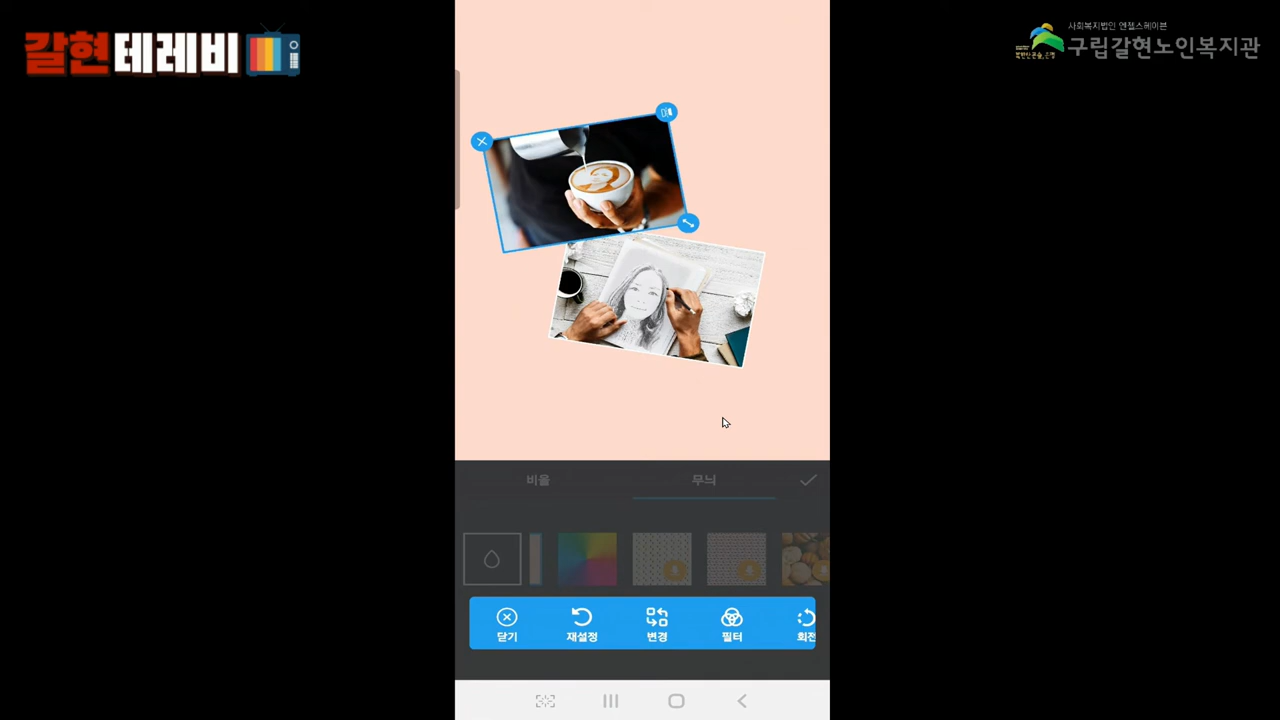 갈현테레비
사회복지법인 엔젤스헤이븐
구립갈현노인복지관
비율
무늬
닫기
재설정
변경
필터
회전